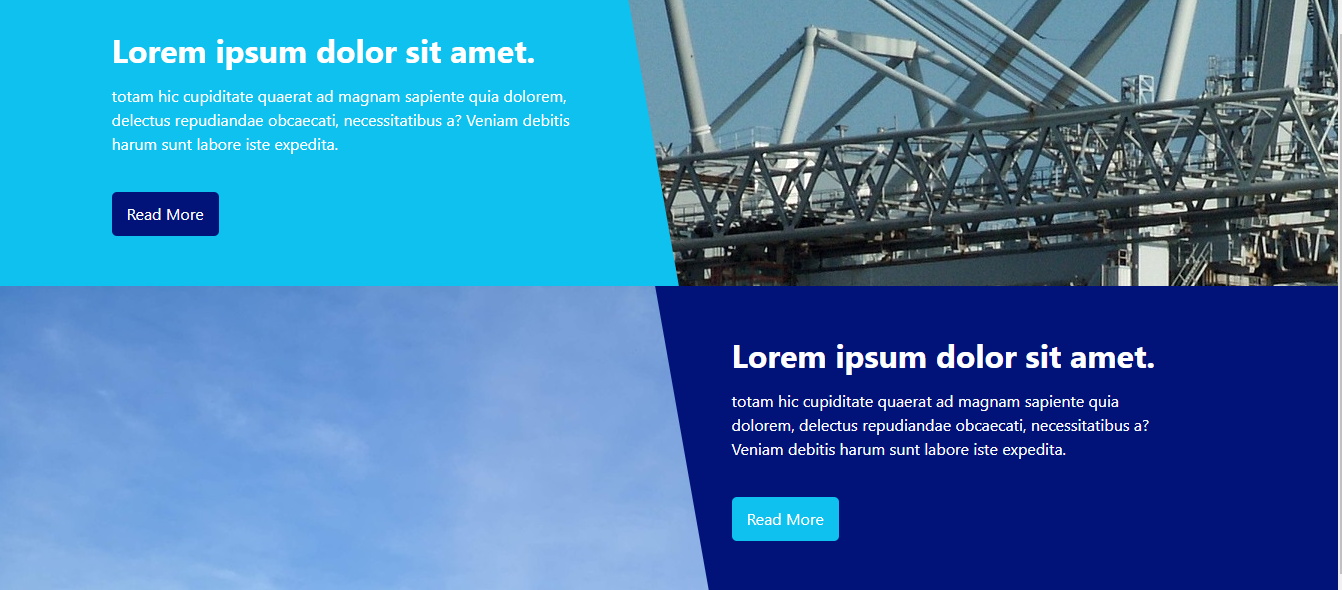 Lorem ipsum dolor sit amet.
totam hic cupiditate quaerat ad magnam sapiente quia dolorem,
delectus repudiandae obcaecati, necessitatibus a? Veniam debitis
harum sunt labore iste expedita.
Read More
Lorem ipsum dolor sit amet.
totam hic cupiditate quaerat ad magnam sapiente quia
dolorem, delectus repudiandae obcaecati, necessitatibus a?
Veniam debitis harum sunt labore iste expedita.
Read More